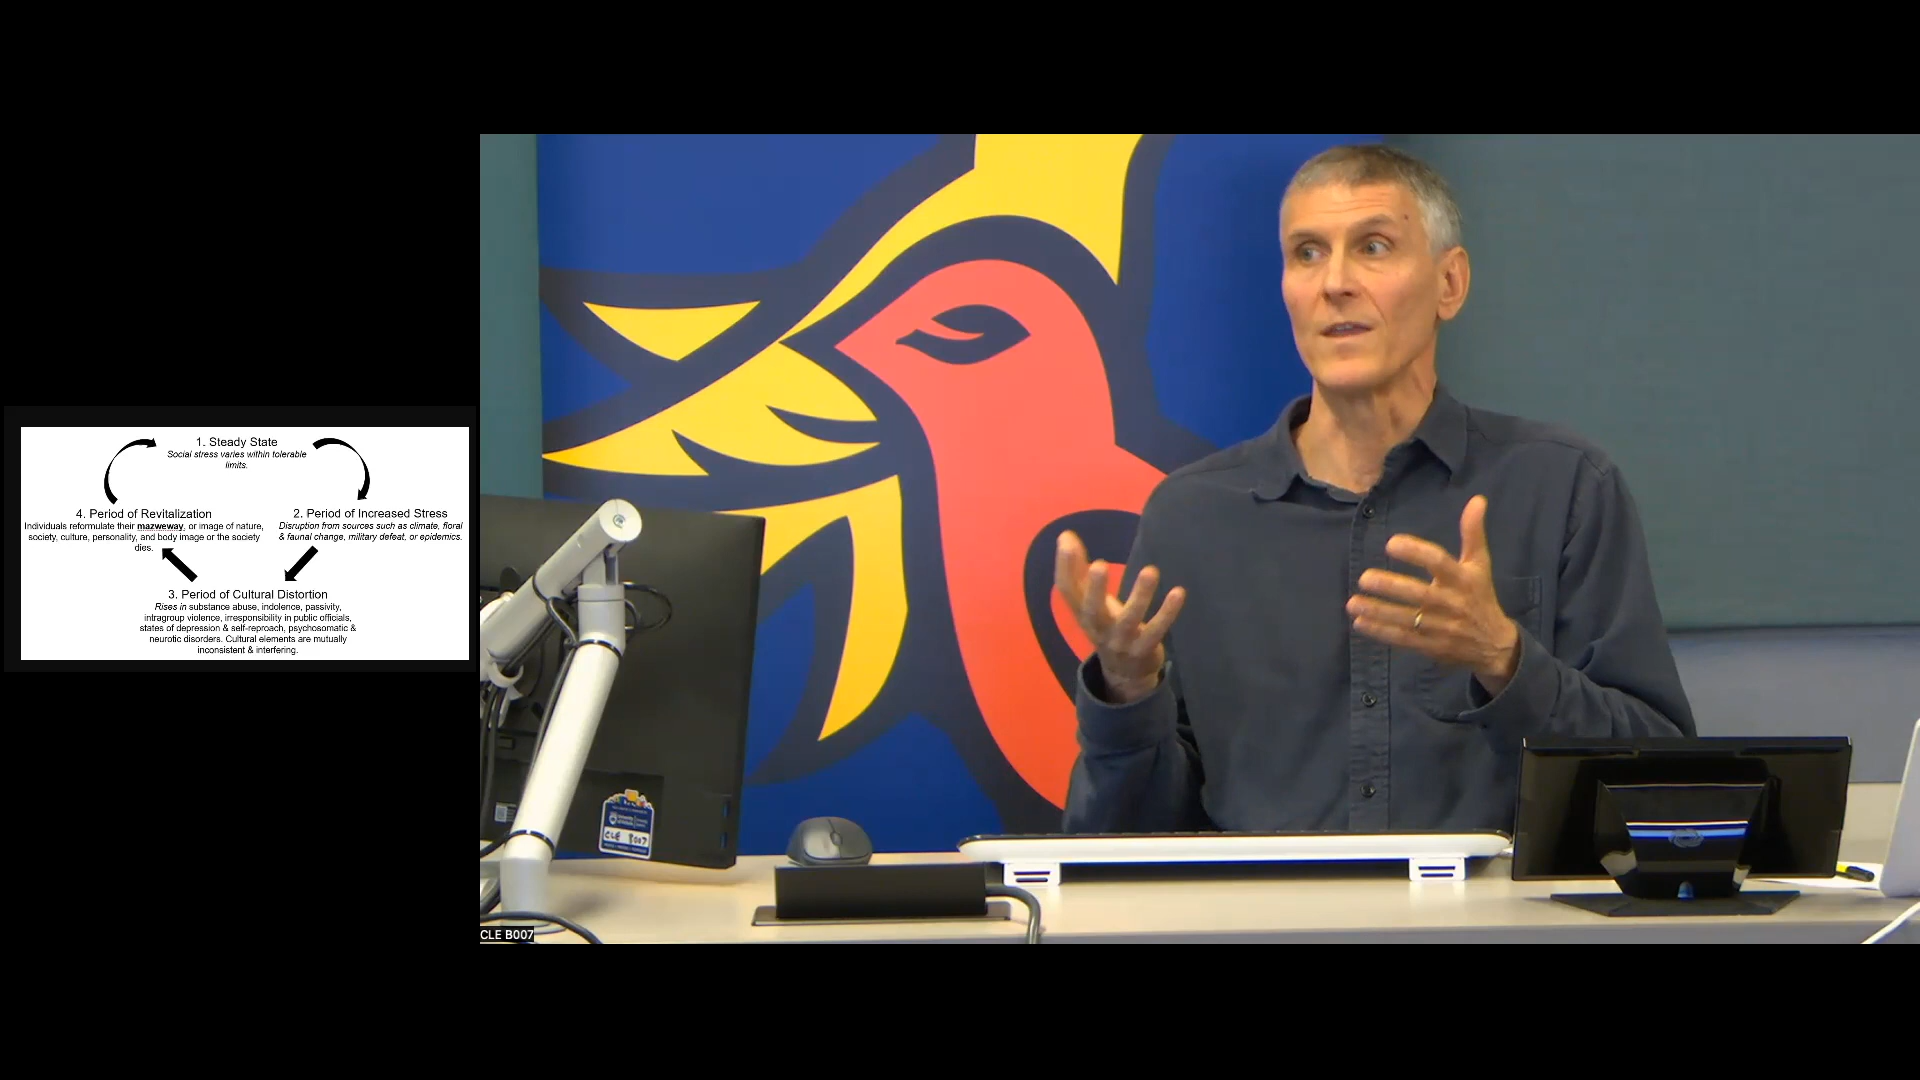 1. Steady State
Social stress varies within tolerable
limits.
4. Period of Revitalization
Individuals reformulate their mazweway, or image of nature,
society, culture, personality, and body image or the society
dies.
2. Period of Increased Stress
Disruption from sources such as climate, floral
& faunal change, military defeat, or epidemics.
3. Period of Cultural Distortion
Rises in substance abuse, indolence, passivity,
intragroup violence, irresponsibility in public officials,
states of depression & self-reproach, psychosomatic &
neurotic disorders. Cultural elements are mutually
inconsistent & interfering.
CLE B007
CLE B007